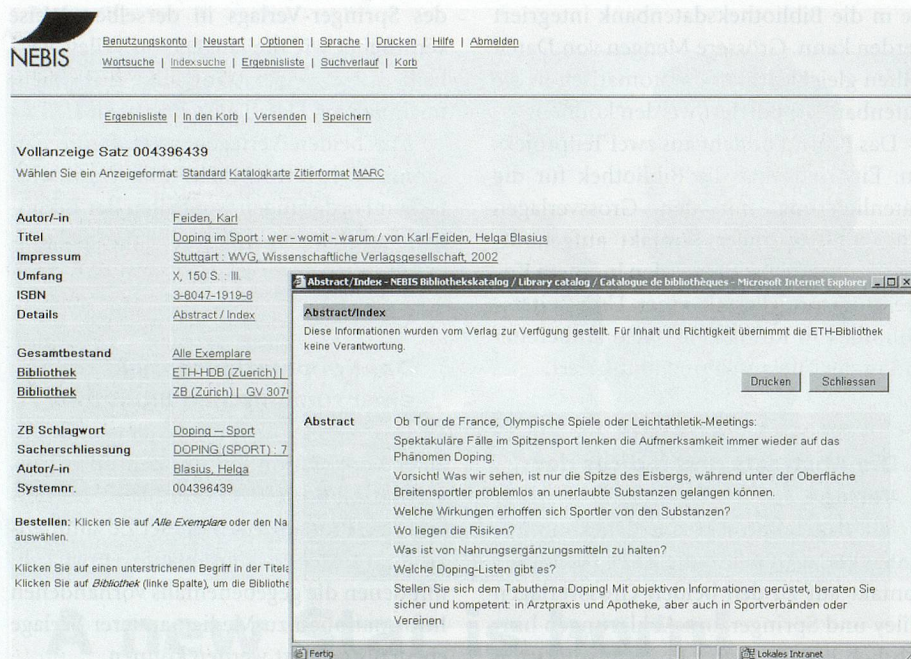 NEBIS
Benutzungskonto | Neustart | Optionen | Sprache | Drucken | Hilfe | Abmelden
Wortsuche | Indexsuche | Ergebnisliste | Suchverlauf | Korb
Ergebnisliste | In den Korb | Versenden | Speichern
Vollanzeige Satz 004396439
Wählen Sie ein Anzeigeformat: Standard Katalogkarte Zitierformat MARC
Autor/-in Feiden, Karl
Titel Doping im Sport : wer - womit - warum / von Karl Feiden, Helga Blasius
Impressum Stuttgart : WVG, Wissenschaftliche Verlagsgesellschaft, 2002
Umfang X, 150 S. : Ill.
ISBN 3-8047-1919-8
Details Abstract / Index
Gesamtbestand Alle Exemplare
Bibliothek ETH-HDB (Zuerich) |
Bibliothek ZB (Zürich) | GV 307
ZB Schlagwort Doping -- Sport
Sacherschliessung DOPING (SPORT) : 7
Autor/-in Blasius, Helga
Systemnr. 004396439
Bestellen: Klicken Sie auf Alle Exemplare oder den Na
auswählen.
Klicken Sie auf einen unterstrichenen Begriff in der Titela
Klicken Sie auf Bibliothek (linke Spalte), um die Bibliothe
Abstract/Index - NEBIS Bibliothekskatalog / Library catalog / Catalogue de bibliothèques - Microsoft Internet Explorer
Abstract/Index
Diese Informationen wurden vom Verlag zur Verfügung gestellt. Für Inhalt und Richtigkeit übernimmt die ETH-Bibliothek
keine Verantwortung.
Drucken Schliessen
Abstract Ob Tour de France, Olympische Spiele oder Leichtathletik-Meetings:
Spektakuläre Fälle im Spitzensport lenken die Aufmerksamkeit immer wieder auf das
Phänomen Doping.
Vorsicht! Was wir sehen, ist nur die Spitze des Eisbergs, während unter der Oberfläche
Breitensportler problemlos an unerlaubte Substanzen gelangen können.
Welche Wirkungen erhoffen sich Sportler von den Substanzen?
Wo liegen die Risiken?
Was ist von Nahrungsergänzungsmitteln zu halten?
Welche Doping-Listen gibt es?
Stellen Sie sich dem Tabuthema Doping! Mit objektiven Informationen gerüstet, beraten Sie
sicher und kompetent: in Arztpraxis und Apotheke, aber auch in Sportverbänden oder
Vereinen.
Fertig Lokales Intranet